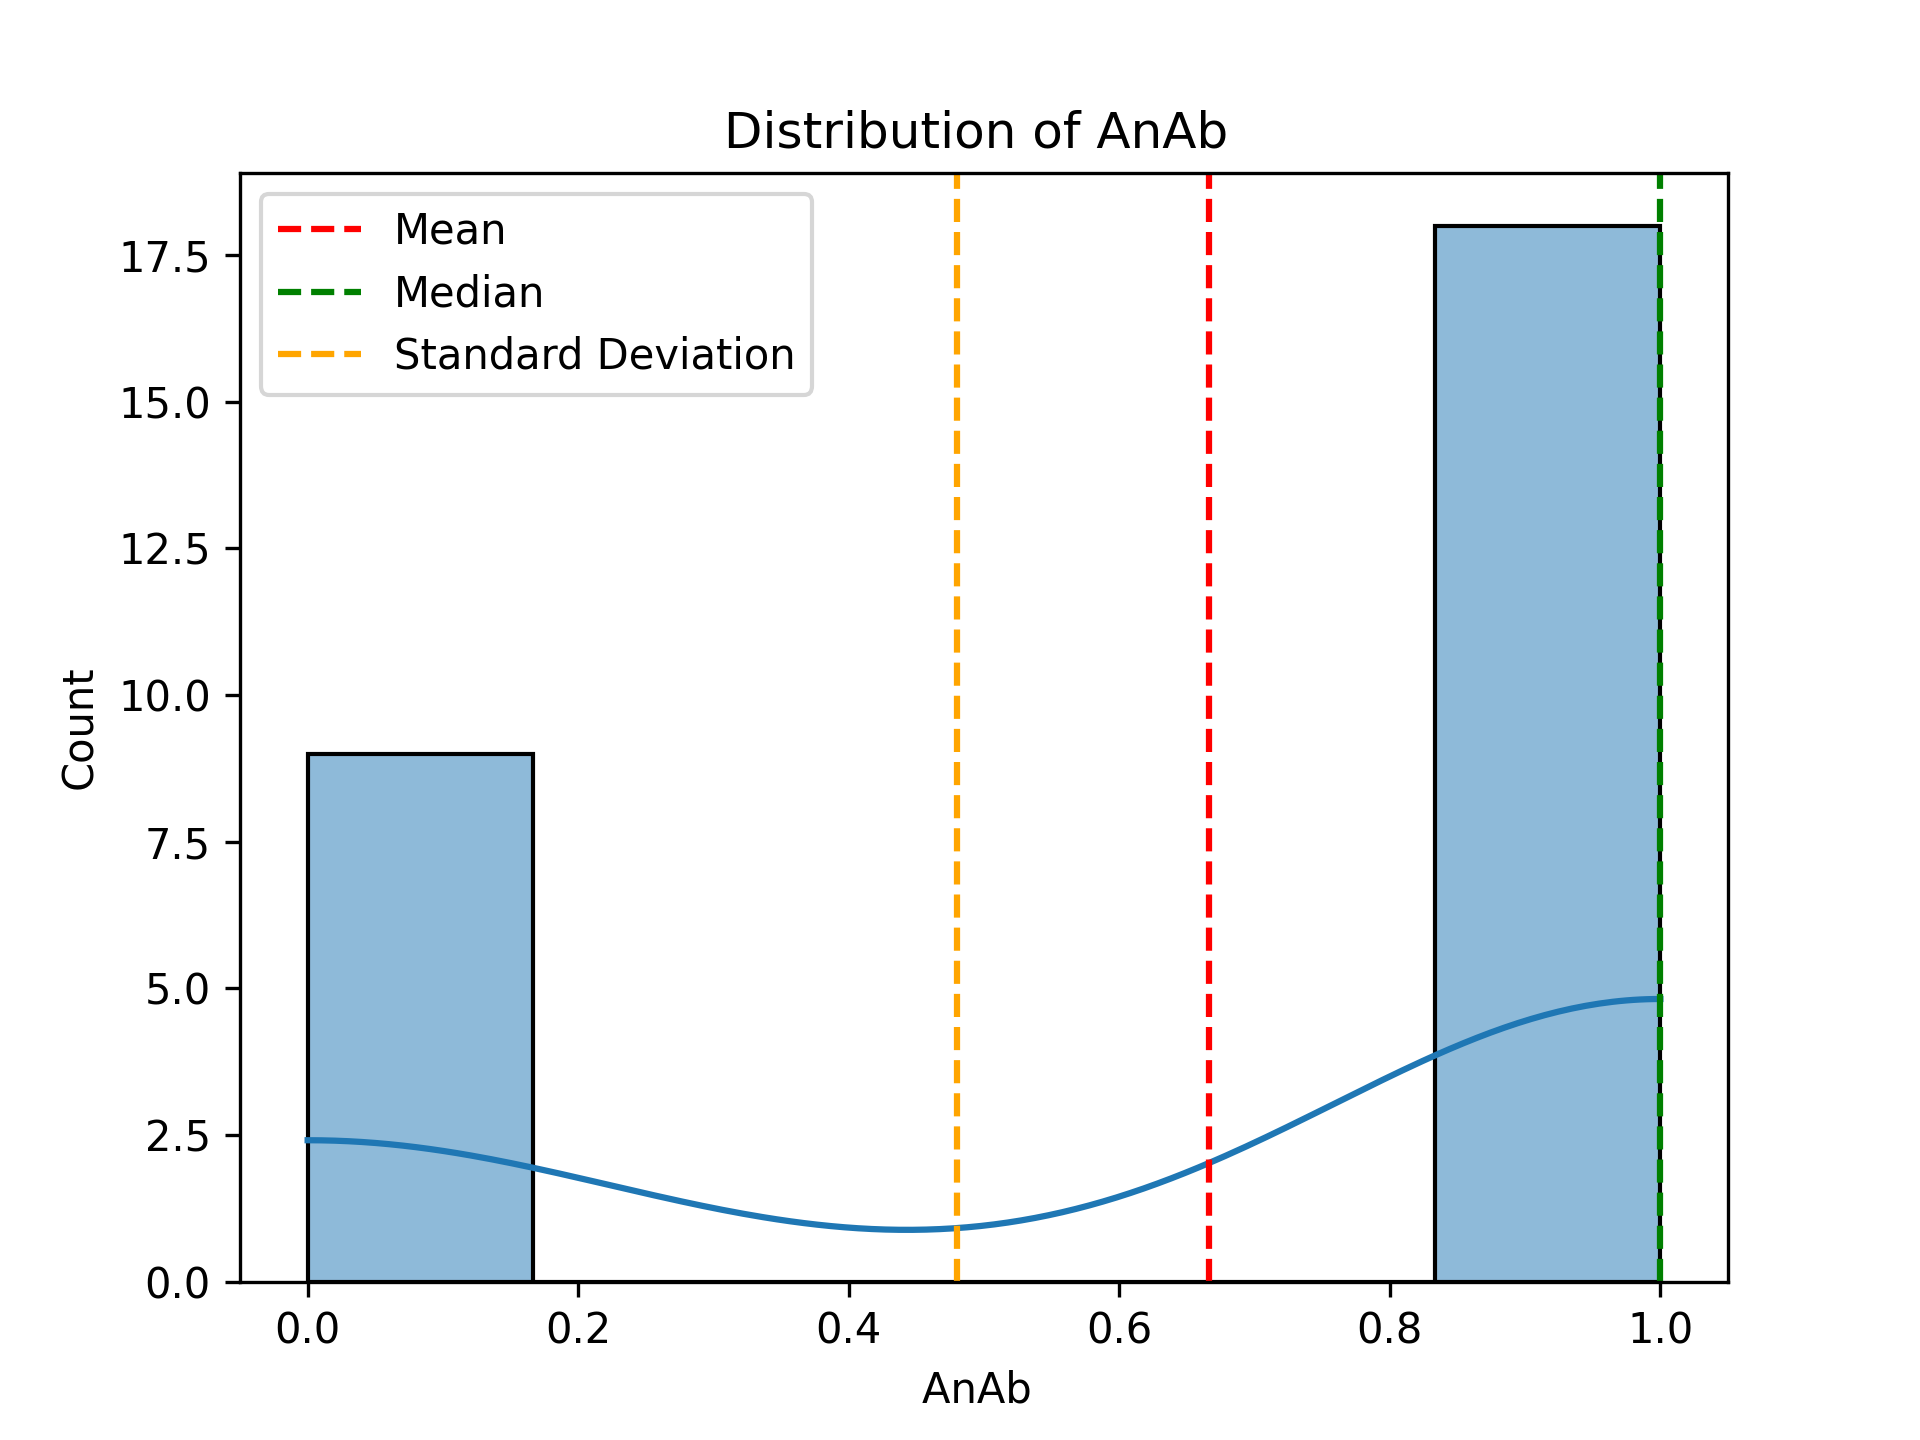 Distribution of AnAb
Mean
Median
Standard Deviation
17.5
15.0
12.5
10.0
7.5
5.0
2.5
0.0
Count
0.0 0.2 0.4 0.6 0.8 1.0
AnAb